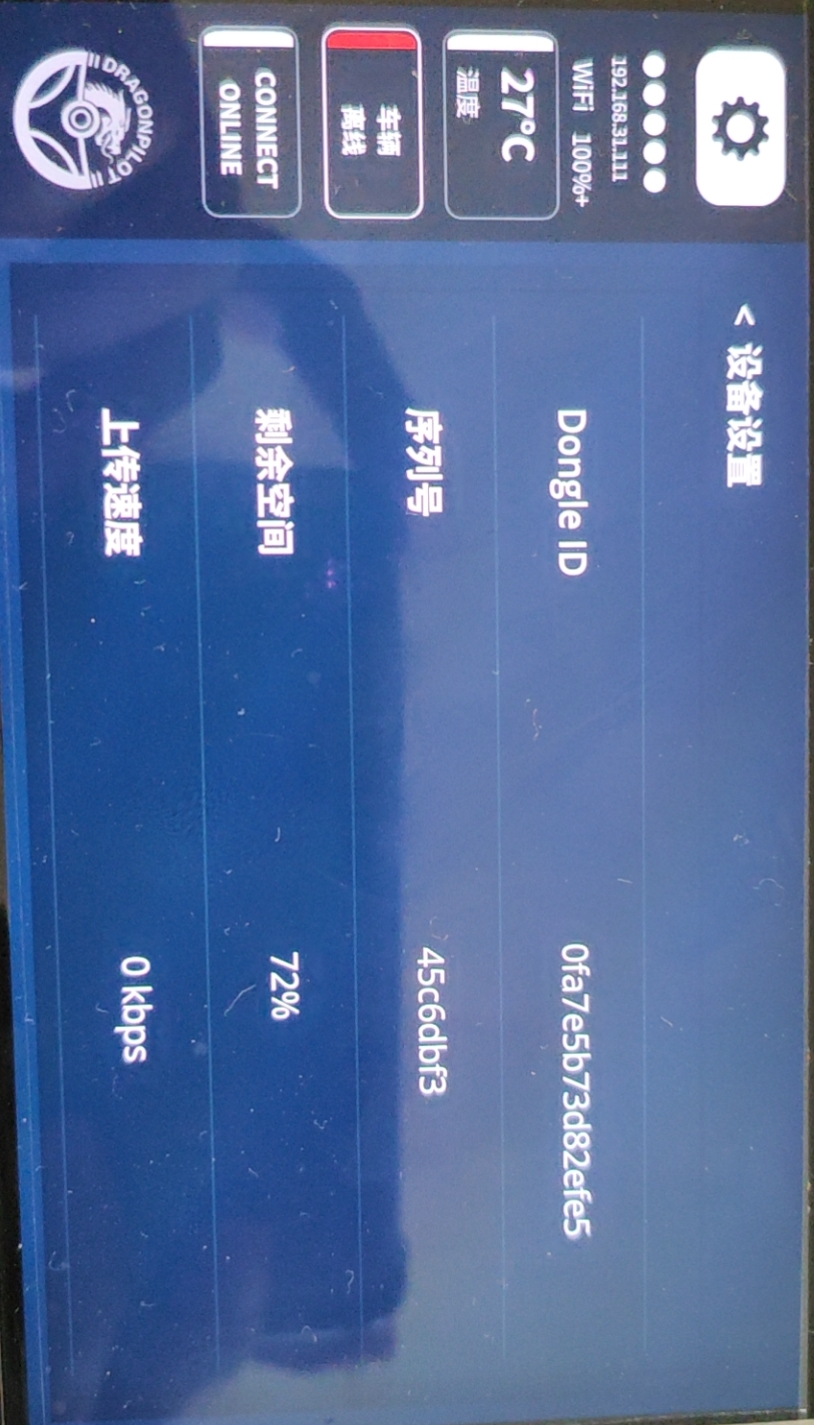 192.168.31.111
WiFi 100%+
27°C
温度
车辆
离线
CONNECT
ONLINE
DRAGONPILOT
< 设备设置
Dongle ID 0fa7e5b73d82efe5
序列号 45c6dbf3
剩余空间 72%
上传速度 0 kbps